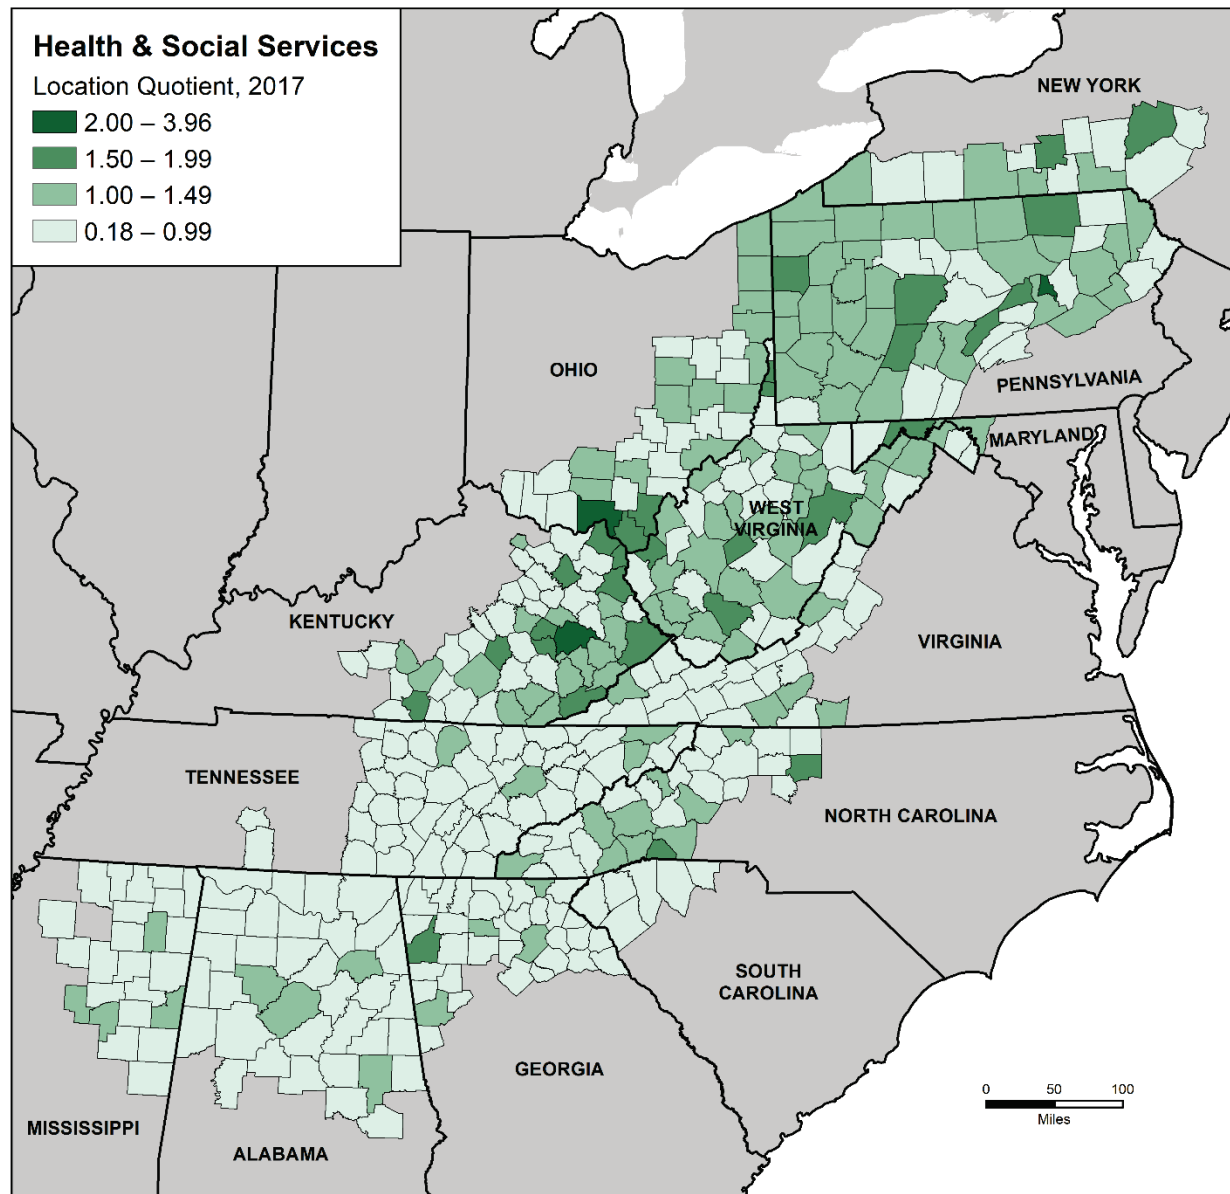 Health & Social Services
Location Quotient, 2017
2.00 – 3.96
1.50 – 1.99
1.00 – 1.49
0.18 – 0.99
NEW YORK
OHIO
PENNSYLVANIA
MARYLAND
WEST
VIRGINIA
KENTUCKY
VIRGINIA
TENNESSEE
NORTH CAROLINA
SOUTH
CAROLINA
GEORGIA
0 50 100
Miles
MISSISSIPPI
ALABAMA